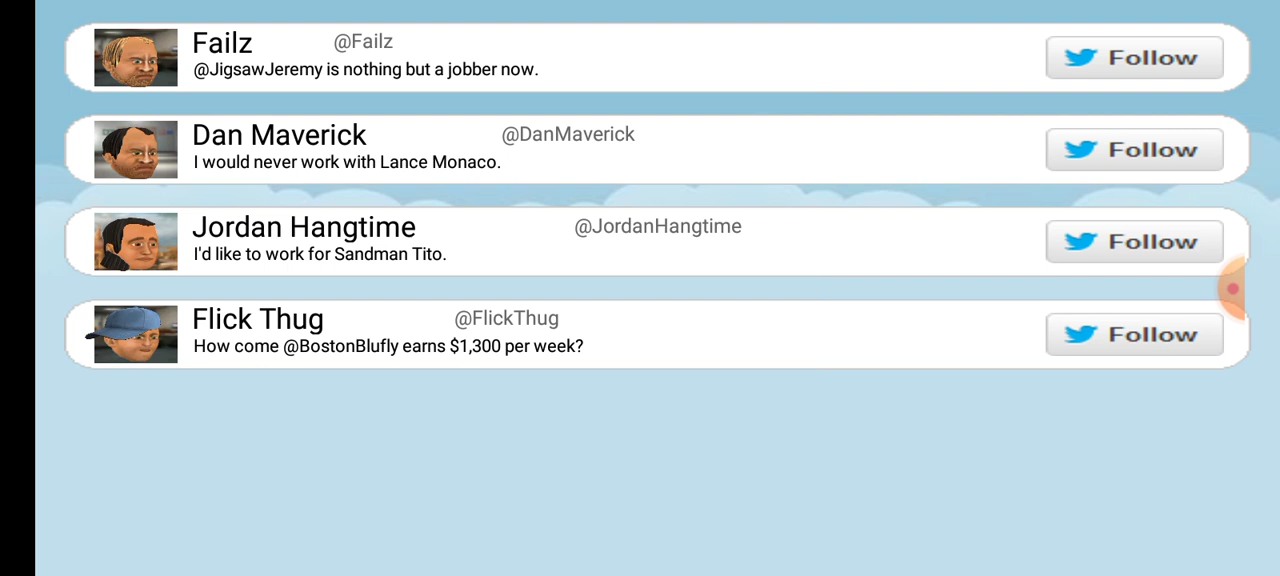 Failz @Failz Follow
@JigsawJeremy is nothing but a jobber now.
Dan Maverick @DanMaverick Follow
I would never work with Lance Monaco.
Jordan Hangtime @JordanHangtime Follow
I'd like to work for Sandman Tito.
Flick Thug @FlickThug Follow
How come @BostonBlufly earns $1,300 per week?